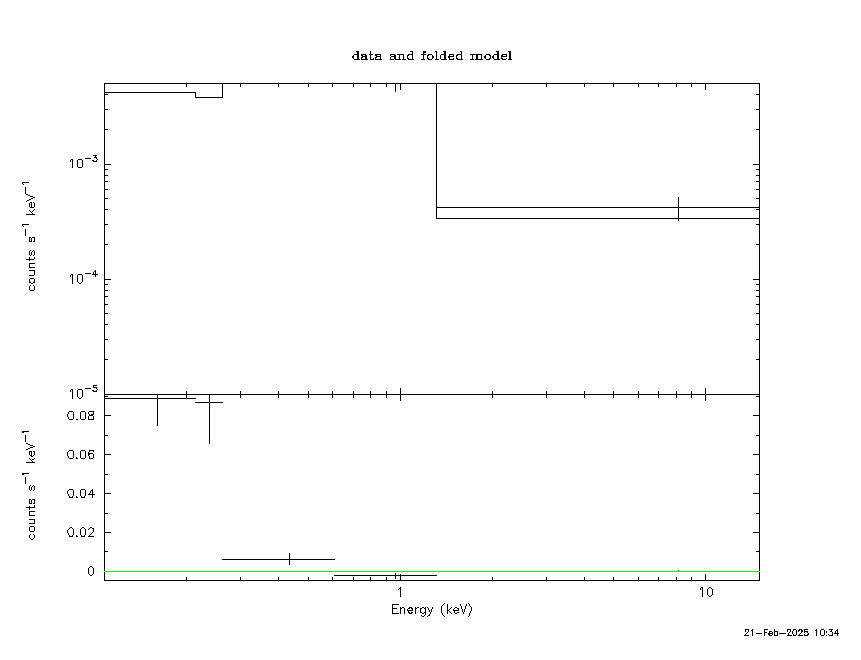 data and folded model
counts s⁻¹ keV⁻¹
10⁻³
10⁻⁴
10⁻⁵
counts s⁻¹ keV⁻¹
0.08
0.06
0.04
0.02
0
1
10
Energy (keV)
21-Feb-2025 10:34